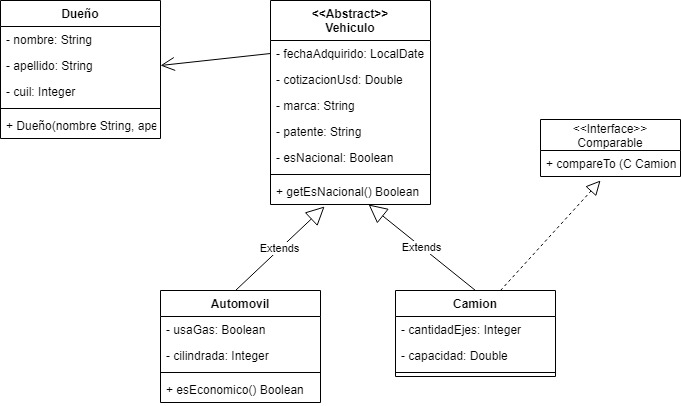 Dueño
- nombre: String
- apellido: String
- cuil: Integer
+ Dueño(nombre String, ape
<<Abstract>>
Vehiculo
- fechaAdquirido: LocalDate
- cotizacionUsd: Double
- marca: String
- patente: String
- esNacional: Boolean
+ getEsNacional() Boolean
<<Interface>>
Comparable
+ compareTo (C Camion
Extends
Extends
Automovil
- usaGas: Boolean
- cilindrada: Integer
+ esEconomico() Boolean
Camion
- cantidadEjes: Integer
- capacidad: Double